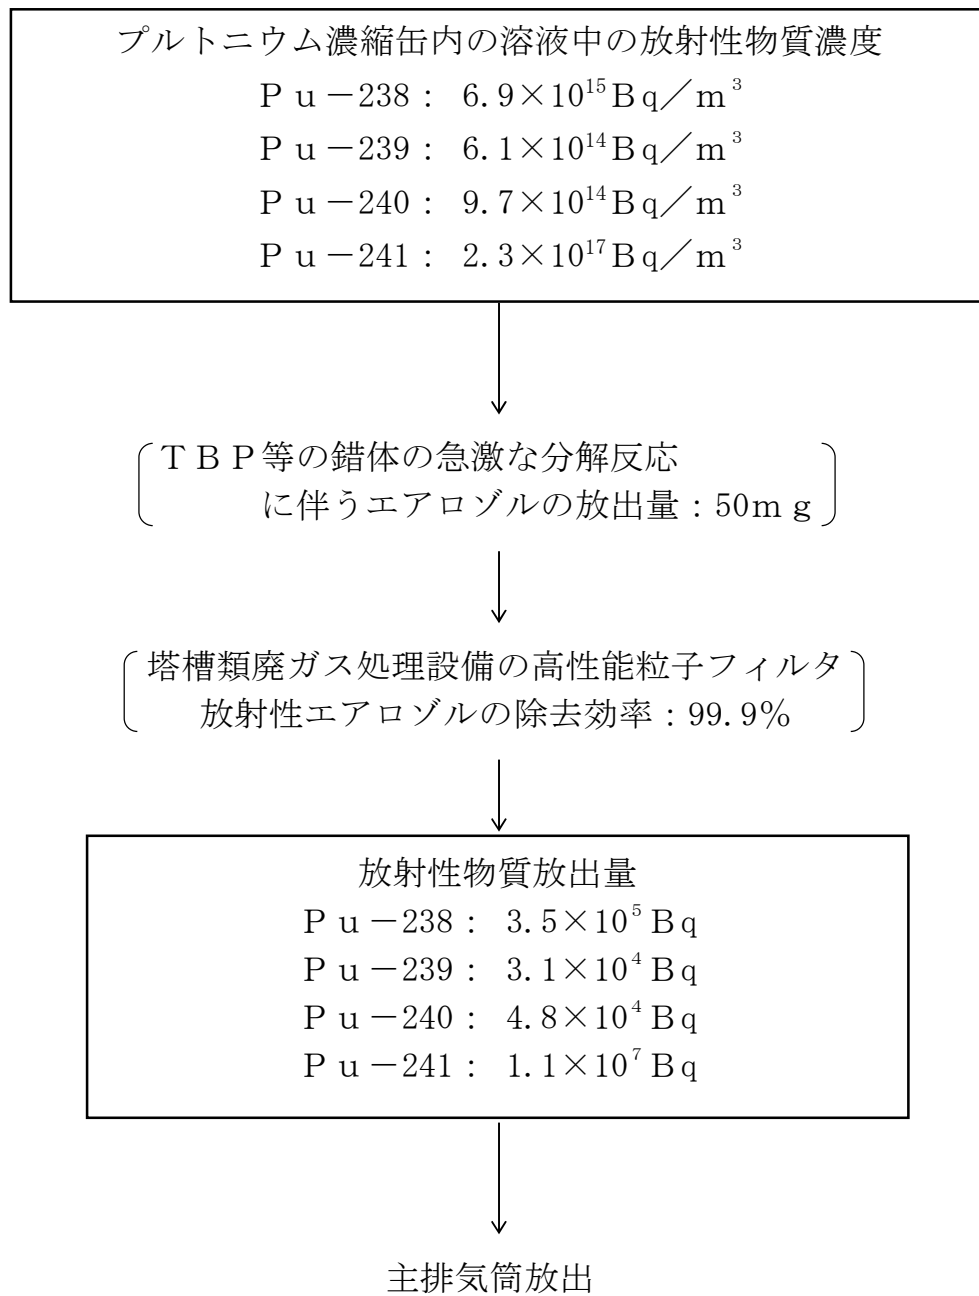 プルトニウム濃縮缶内の溶液中の放射性物質濃度
Ｐｕ－238： 6.9×10¹⁵Ｂｑ／ｍ³
Ｐｕ－239： 6.1×10¹⁴Ｂｑ／ｍ³
Ｐｕ－240： 9.7×10¹⁴Ｂｑ／ｍ³
Ｐｕ－241： 2.3×10¹⁷Ｂｑ／ｍ³
ＴＢＰ等の錯体の急激な分解反応
に伴うエアロゾルの放出量：50ｍｇ
塔槽類廃ガス処理設備の高性能粒子フィルタ
放射性エアロゾルの除去効率：99.9％
放射性物質放出量
Ｐｕ－238： 3.5×10⁵Ｂｑ
Ｐｕ－239： 3.1×10⁴Ｂｑ
Ｐｕ－240： 4.8×10⁴Ｂｑ
Ｐｕ－241： 1.1×10⁷Ｂｑ
主排気筒放出